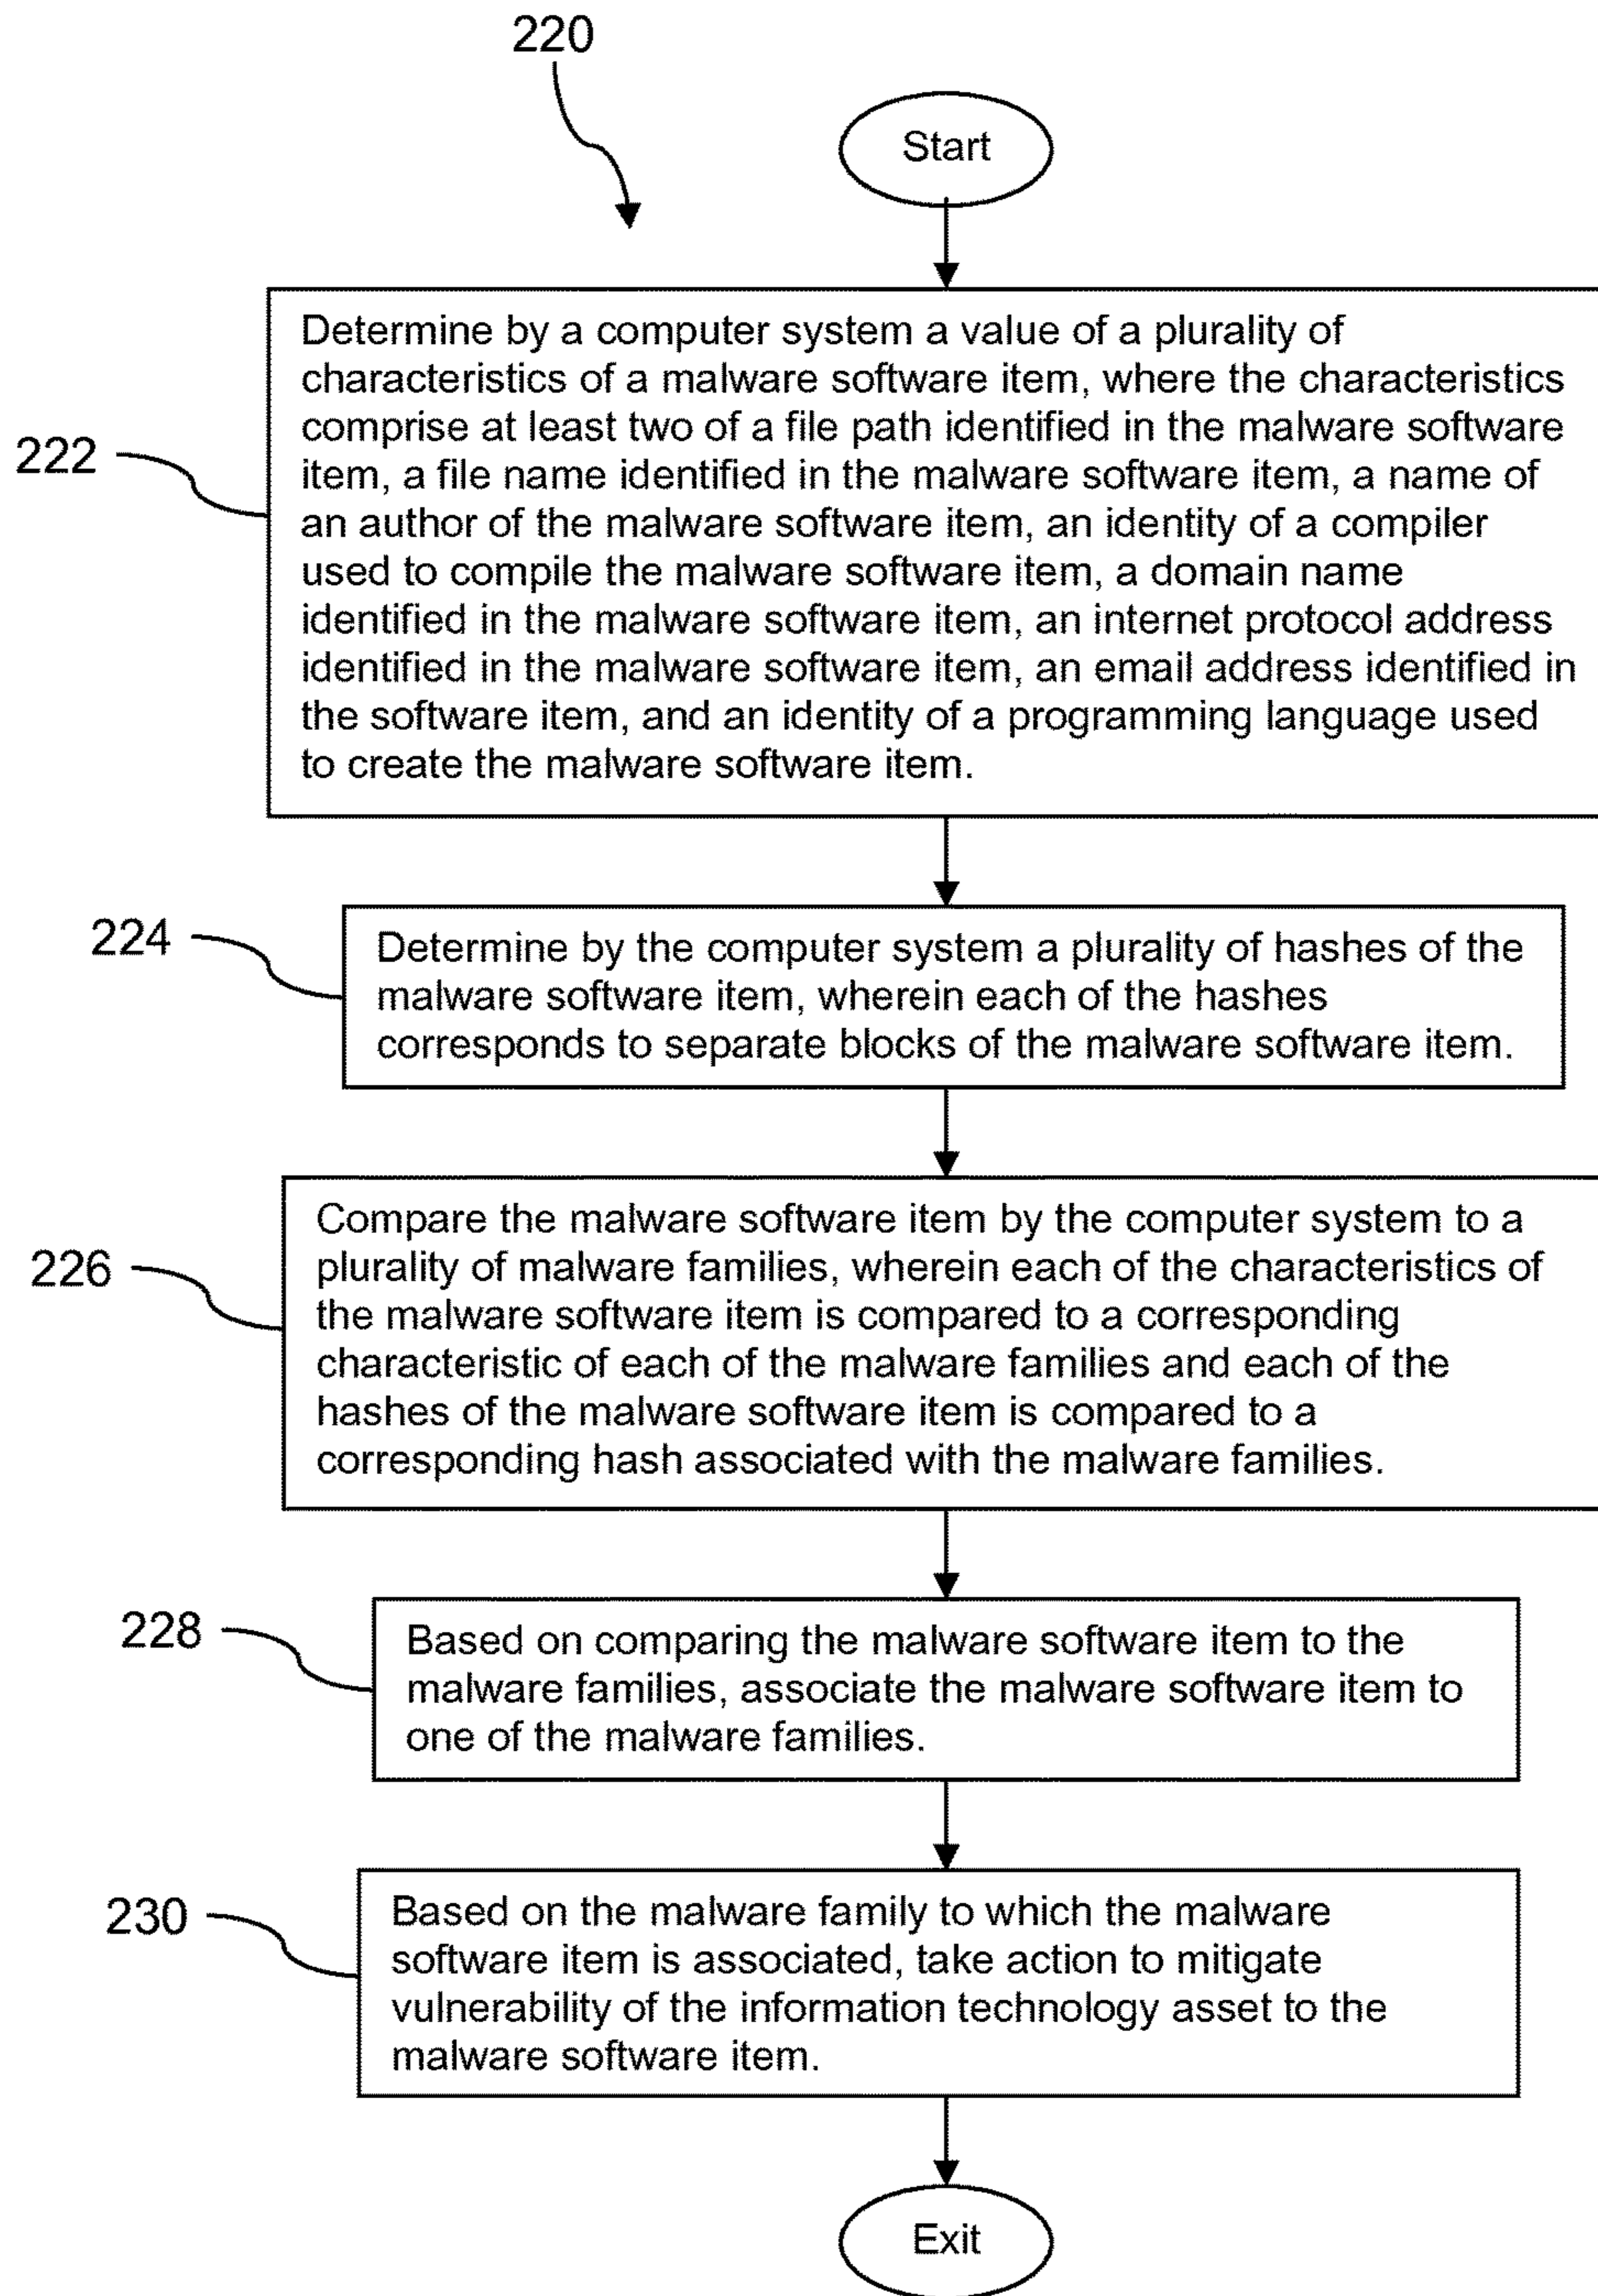 220
Start
222
Determine by a computer system a value of a plurality of
characteristics of a malware software item, where the characteristics
comprise at least two of a file path identified in the malware software
item, a file name identified in the malware software item, a name of
an author of the malware software item, an identity of a compiler
used to compile the malware software item, a domain name
identified in the malware software item, an internet protocol address
identified in the malware software item, an email address identified in
the software item, and an identity of a programming language used
to create the malware software item.
224
Determine by the computer system a plurality of hashes of the
malware software item, wherein each of the hashes
corresponds to separate blocks of the malware software item.
226
Compare the malware software item by the computer system to a
plurality of malware families, wherein each of the characteristics of
the malware software item is compared to a corresponding
characteristic of each of the malware families and each of the
hashes of the malware software item is compared to a
corresponding hash associated with the malware families.
228
Based on comparing the malware software item to the
malware families, associate the malware software item to
one of the malware families.
230
Based on the malware family to which the malware
software item is associated, take action to mitigate
vulnerability of the information technology asset to the
malware software item.
Exit